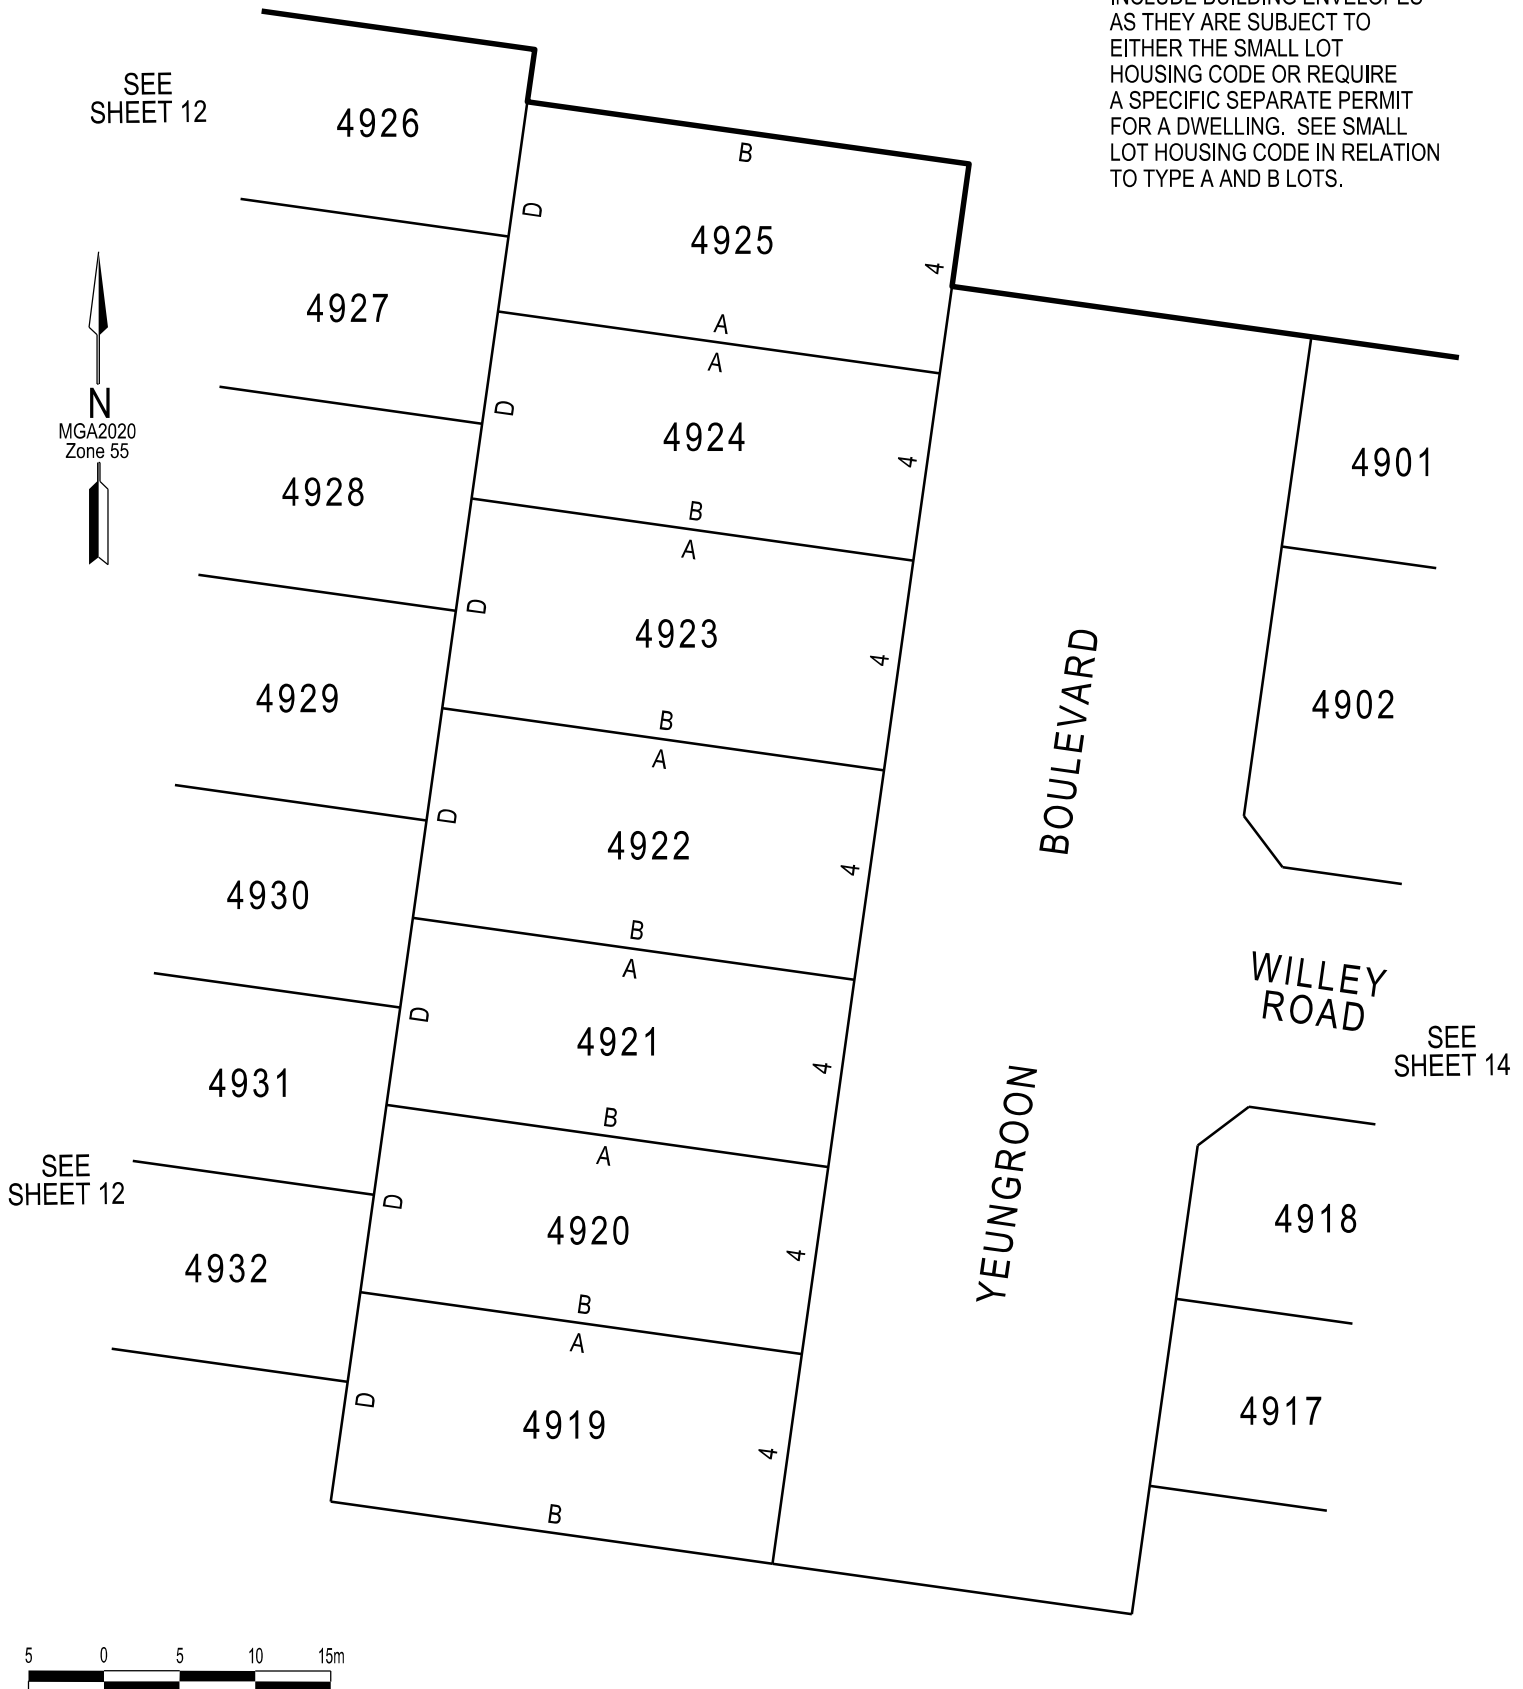 INCLUDE BUILDING ENVELOPES
AS THEY ARE SUBJECT TO
EITHER THE SMALL LOT
HOUSING CODE OR REQUIRE
A SPECIFIC SEPARATE PERMIT
FOR A DWELLING. SEE SMALL
LOT HOUSING CODE IN RELATION
TO TYPE A AND B LOTS.
SEE
SHEET 12
4926
B
D
4925
4
4927
A
A
N
MGA2020
Zone 55
D
4924
4
4901
4928
B
A
D
4923
4
4929
4902
B
A
BOULEVARD
D
4922
4
4930
B
A
WILLEY
ROAD
SEE
SHEET 14
D
4921
4
4931
B
A
YEUNGROON
SEE
SHEET 12
D
4920
4
4918
4932
B
A
D
4919
4
4917
B
5 0 5 10 15m